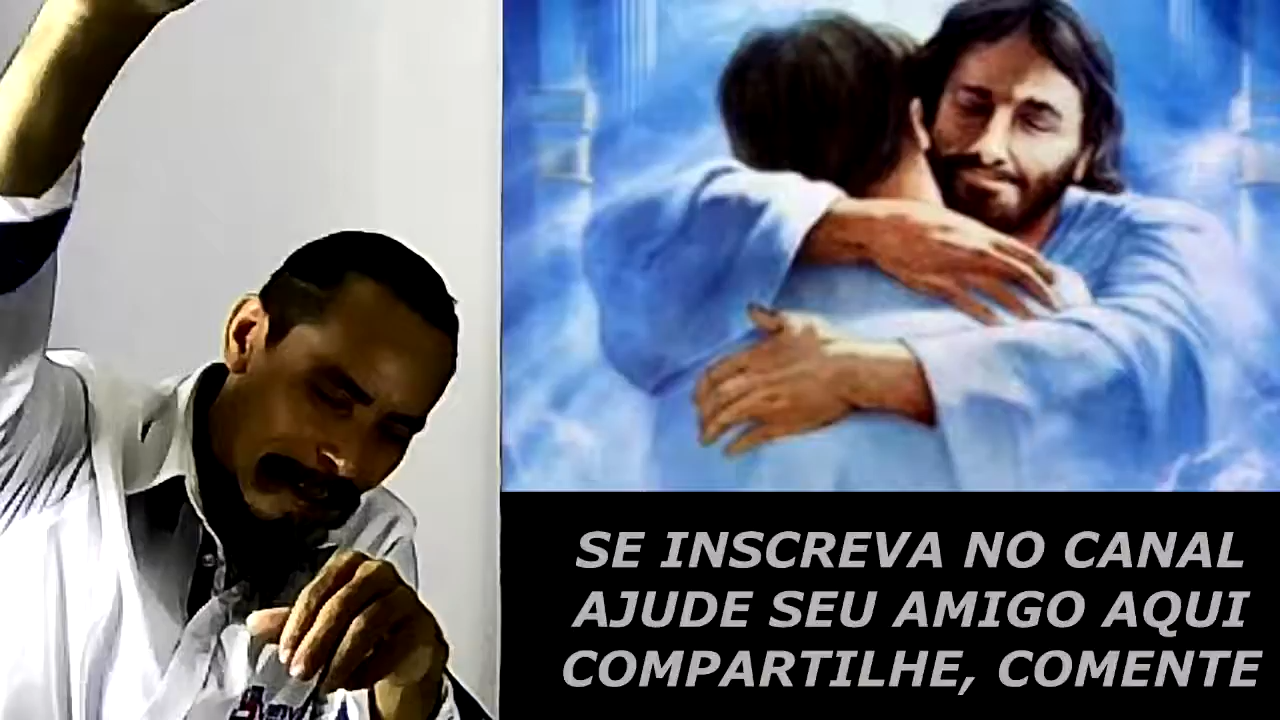 SE INSCREVA NO CANAL
AJUDE SEU AMIGO AQUI
COMPARTILHE, COMENTE